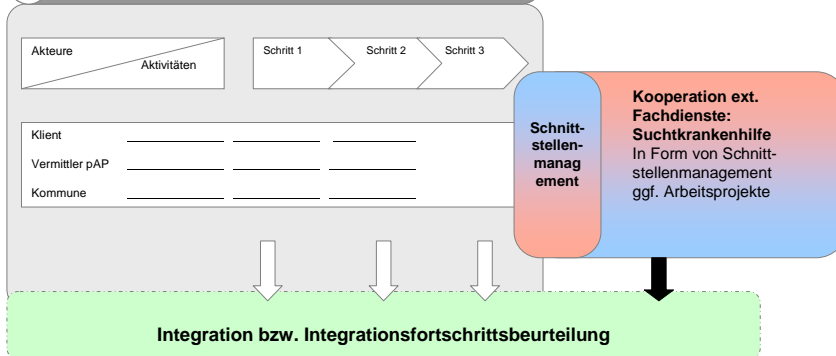 Akteure
Aktivitäten
Schritt 1
Schritt 2
Schritt 3
Klient
Vermittler pAP
Kommune
Schnitt-
stellen-
manag
ement
Kooperation ext.
Fachdienste:
Suchtkrankenhilfe
In Form von Schnitt-
stellenmanagement
ggf. Arbeitsprojekte
Integration bzw. Integrationsfortschrittsbeurteilung